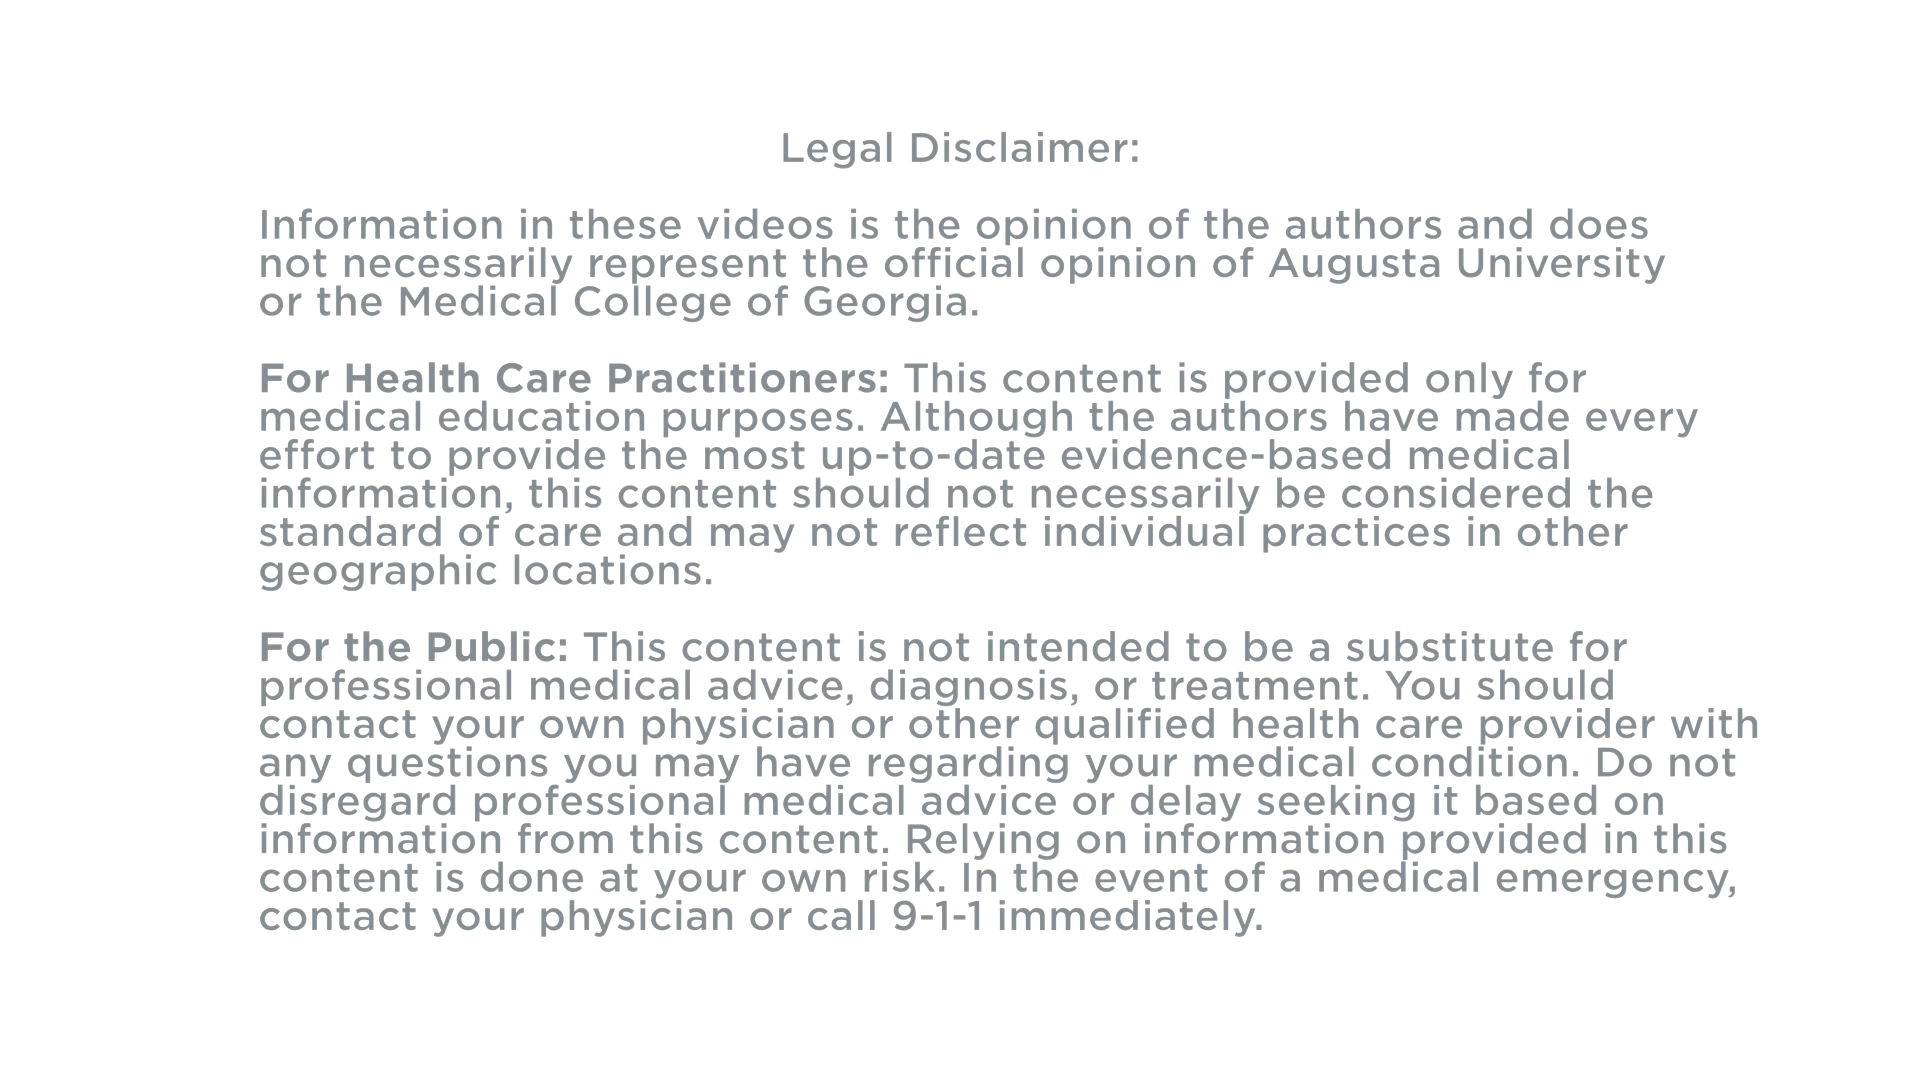 Legal Disclaimer:
Information in these videos is the opinion of the authors and does
not necessarily represent the official opinion of Augusta University
or the Medical College of Georgia.
For Health Care Practitioners: This content is provided only for
medical education purposes. Although the authors have made every
effort to provide the most up-to-date evidence-based medical
information, this content should not necessarily be considered the
standard of care and may not reflect individual practices in other
geographic locations.
For the Public: This content is not intended to be a substitute for
professional medical advice, diagnosis, or treatment. You should
contact your own physician or other qualified health care provider with
any questions you may have regarding your medical condition. Do not
disregard professional medical advice or delay seeking it based on
information from this content. Relying on information provided in this
content is done at your own risk. In the event of a medical emergency,
contact your physician or call 9-1-1 immediately.